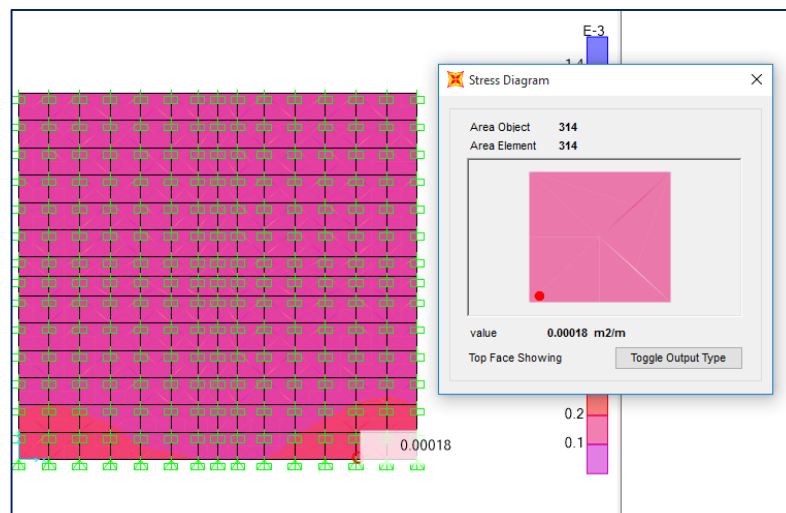 E-3
1.4
Stress Diagram
Area Object 314
Area Element 314
value 0.00018 m2/m
Top Face Showing Toggle Output Type
0.2
0.1
0.00018